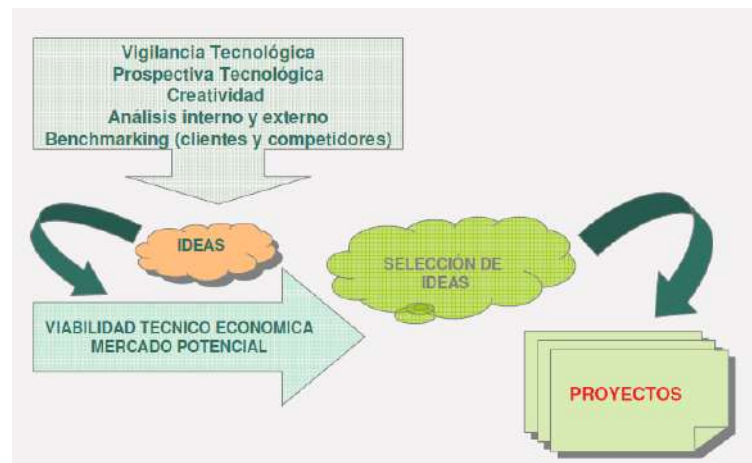 Vigilancia Tecnológica
Prospectiva Tecnológica
Creatividad
Análisis interno y externo
Benchmarking (clientes y competidores)
IDEAS
SELECCIÓN DE
IDEAS
VIABILIDAD TECNICO ECONOMICA
MERCADO POTENCIAL
PROYECTOS